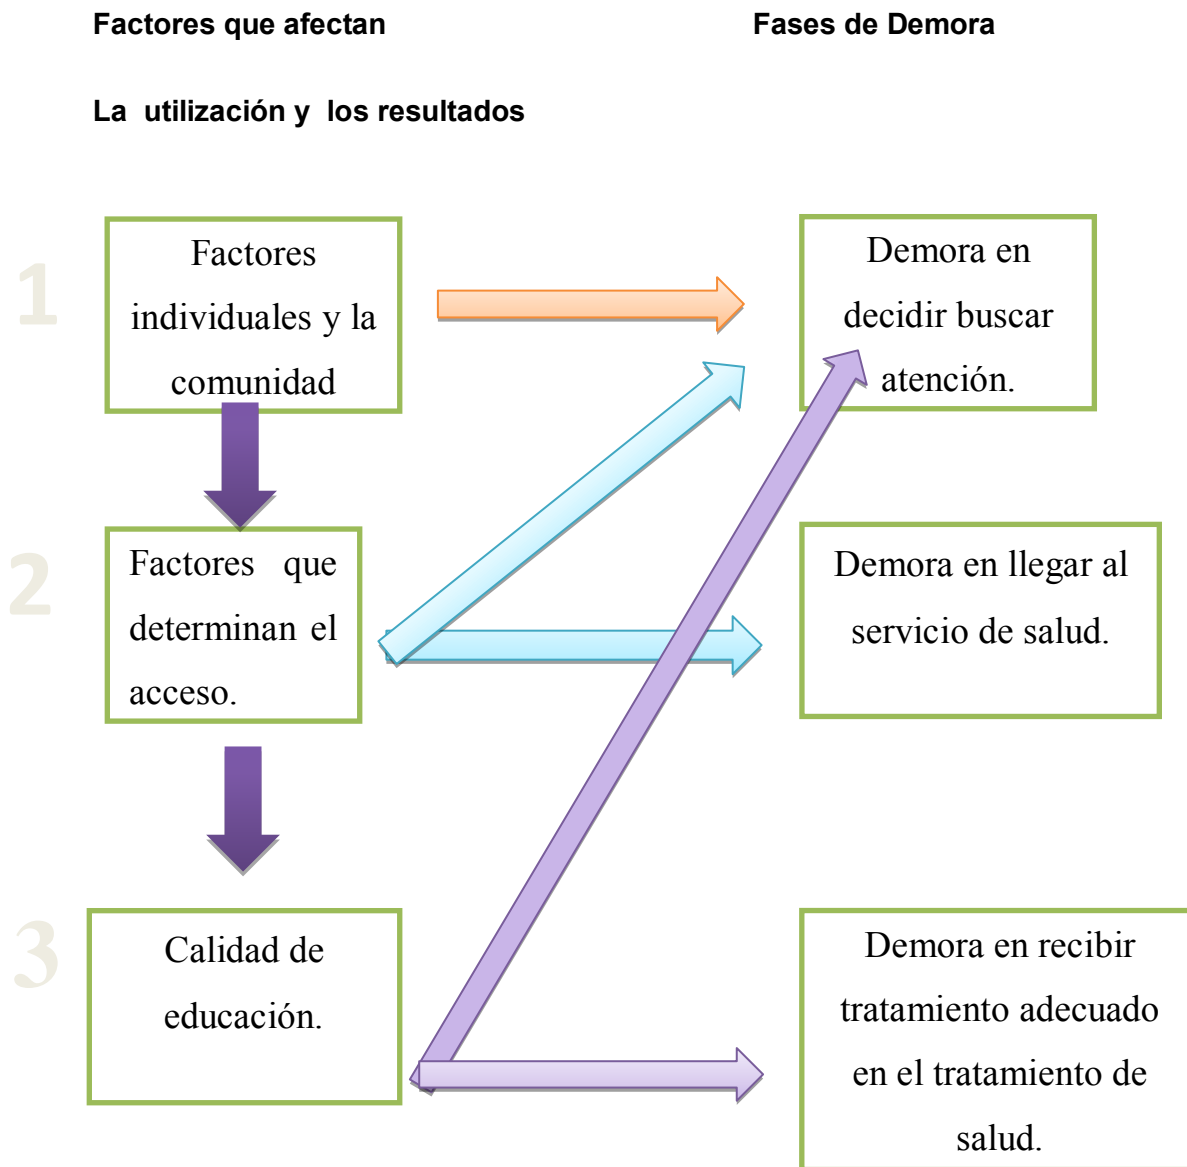 Factores que afectan
Fases de Demora
La utilización y los resultados
1
Factores
individuales y la
comunidad
Demora en
decidir buscar
atención.
2
Factores que
determinan el
acceso.
Demora en llegar al
servicio de salud.
3
Calidad de
educación.
Demora en recibir
tratamiento adecuado
en el tratamiento de
salud.